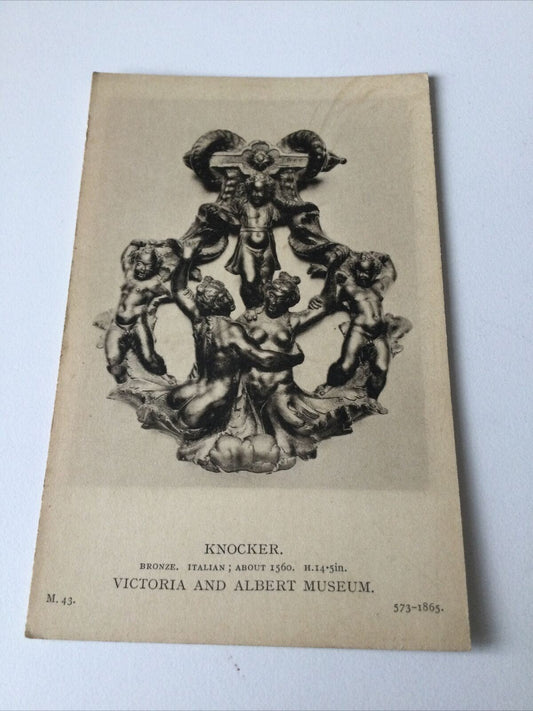 KNOCKER.
BRONZE. ITALIAN ; ABOUT 1560. H.14·5in.
VICTORIA AND ALBERT MUSEUM.
M. 43.
573–1865.